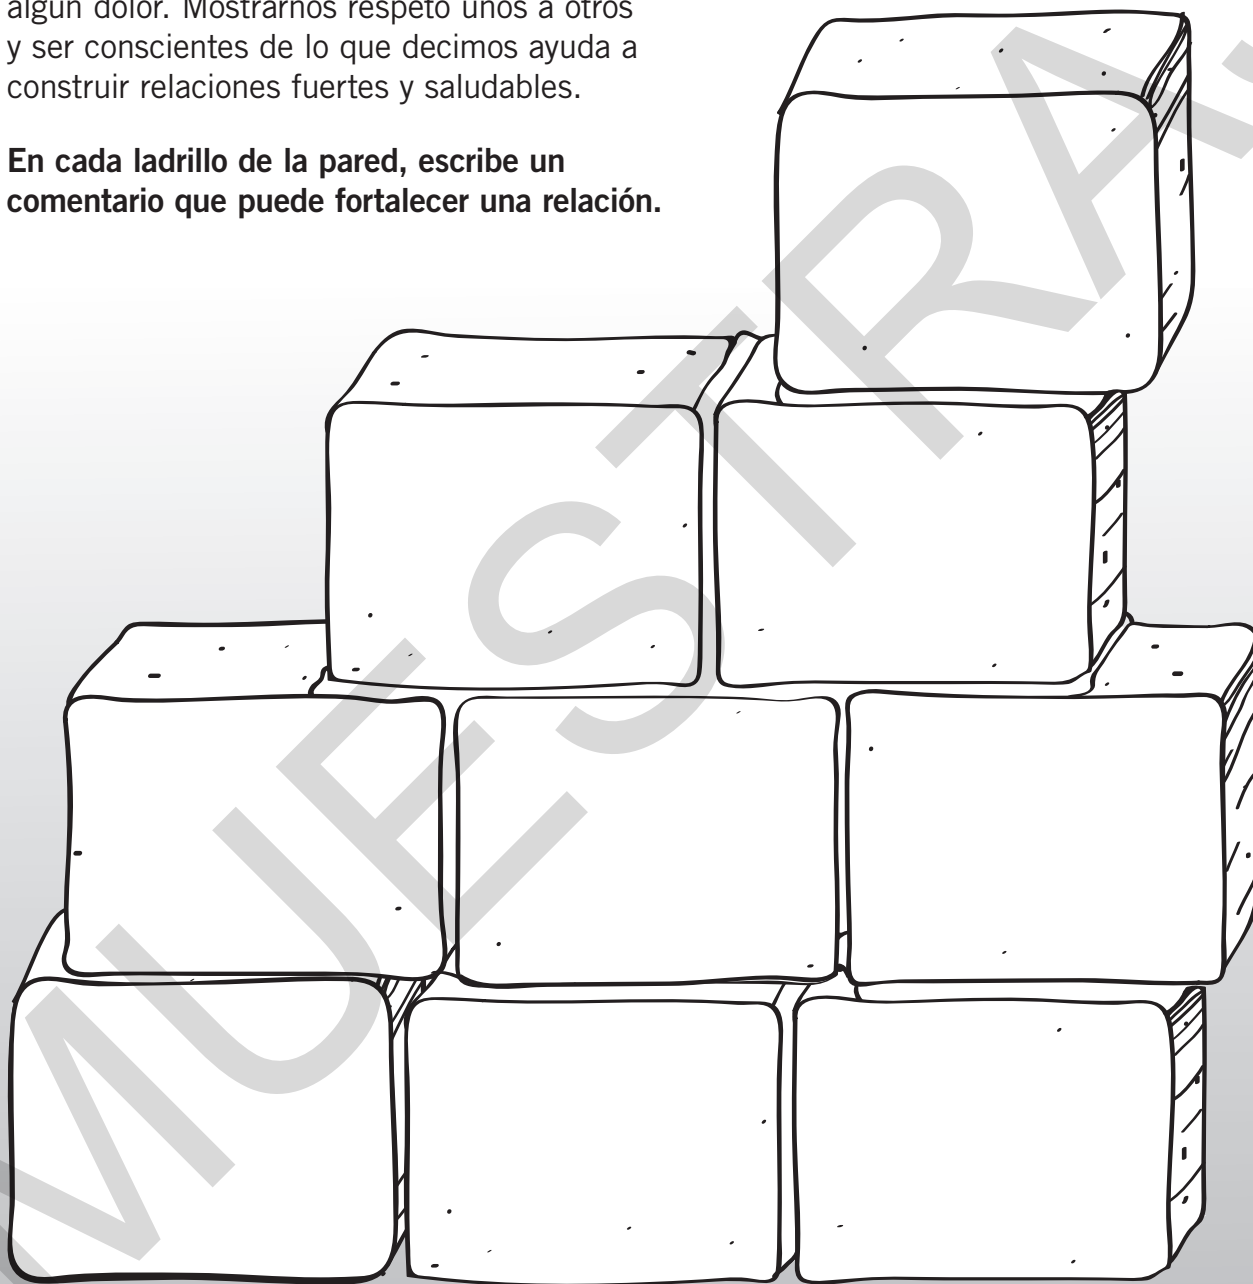 algún dolor. Mostrarnos respeto unos a otros
y ser conscientes de lo que decimos ayuda a
construir relaciones fuertes y saludables.
En cada ladrillo de la pared, escribe un
comentario que puede fortalecer una relación.
MUESTRA